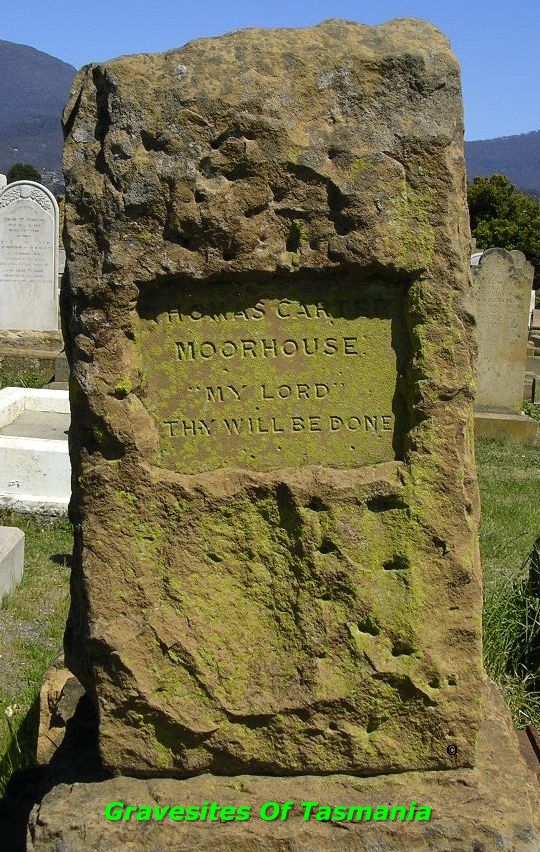 THOMAS CARTER
MOORHOUSE.
"MY LORD"
THY WILL BE DONE
Gravesites Of Tasmania